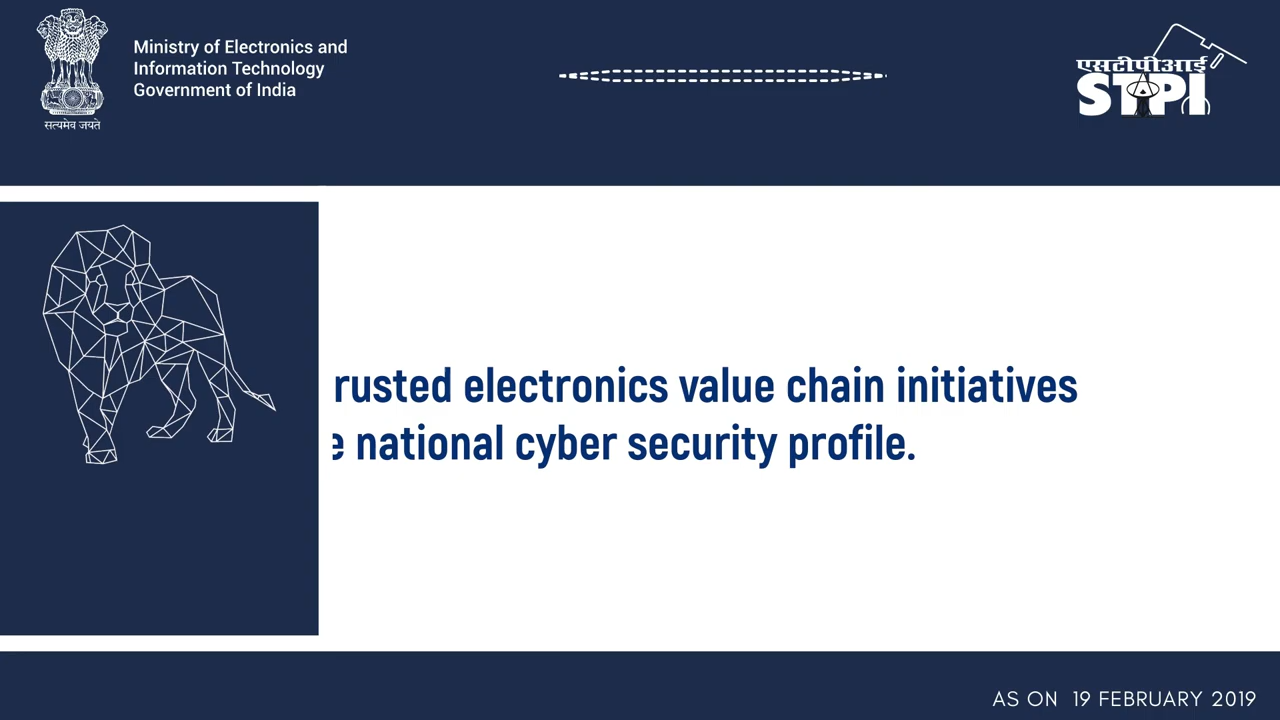 Ministry of Electronics and
Information Technology
Government of India
सत्यमेव जयते
एसटीपीआई
STPI
rusted electronics value chain initiatives
e national cyber security profile.
AS ON 19 FEBRUARY 2019